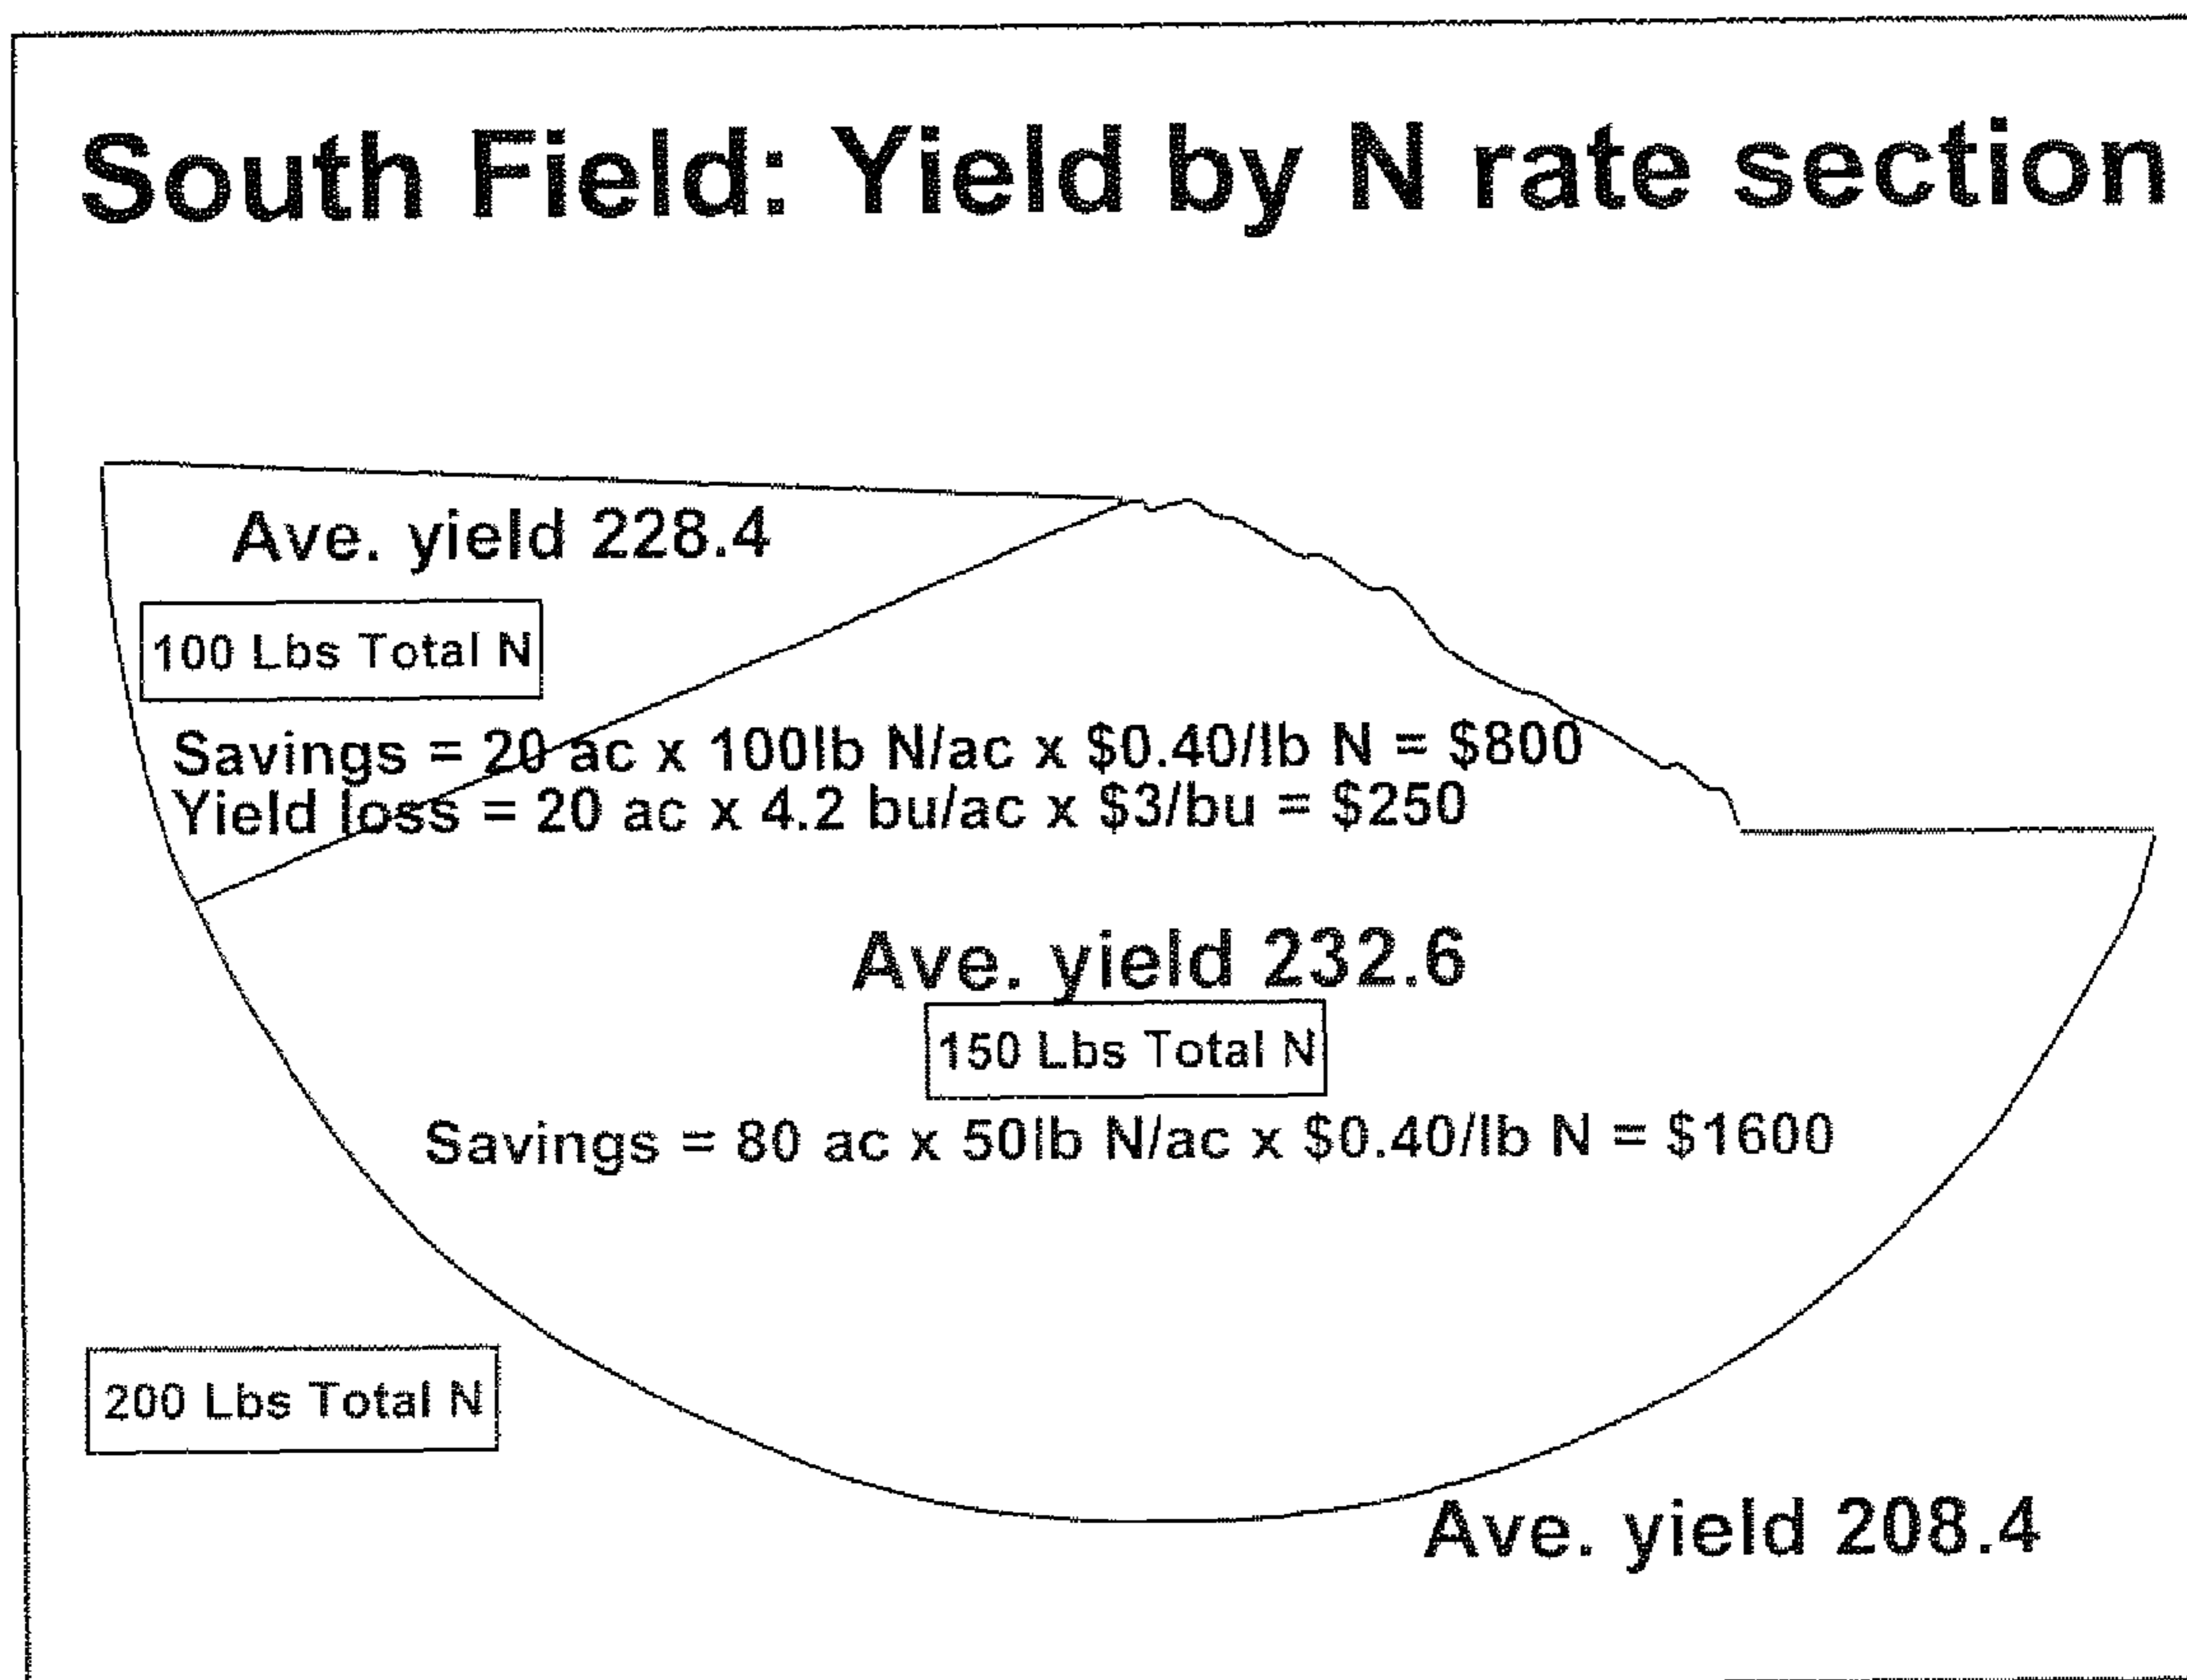 South Field: Yield by N rate section
Ave. yield 228.4
100 Lbs Total N
Savings = 20 ac x 100lb N/ac x $0.40/lb N = $800
Yield loss = 20 ac x 4.2 bu/ac x $3/bu = $250
Ave. yield 232.6
150 Lbs Total N
Savings = 80 ac x 50lb N/ac x $0.40/lb N = $1600
200 Lbs Total N
Ave. yield 208.4